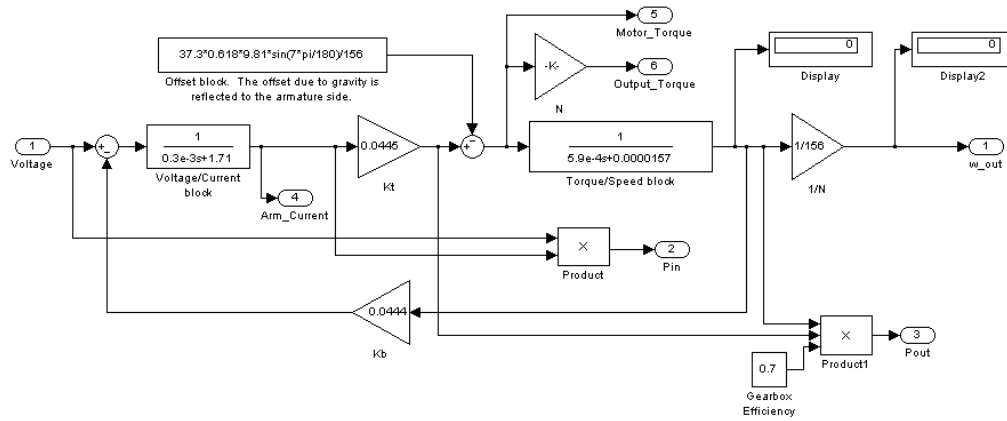 5
Motor_Torque
37.3*0.618*9.81*sin(7*pi/180)/156
Offset block.  The offset due to gravity is
reflected to the armature side.
-K-
N
6
Output_Torque
0
Display
0
Display2
1
Voltage
+
−
1
0.3e-3s+1.71
Voltage/Current
block
0.0445
Kt
−
+
1
5.9e-4s+0.0000157
Torque/Speed block
1/156
1/N
1
w_out
4
Arm_Current
×
Product
2
Pin
0.0444
Kb
×
Product1
3
Pout
0.7
Gearbox
Efficiency